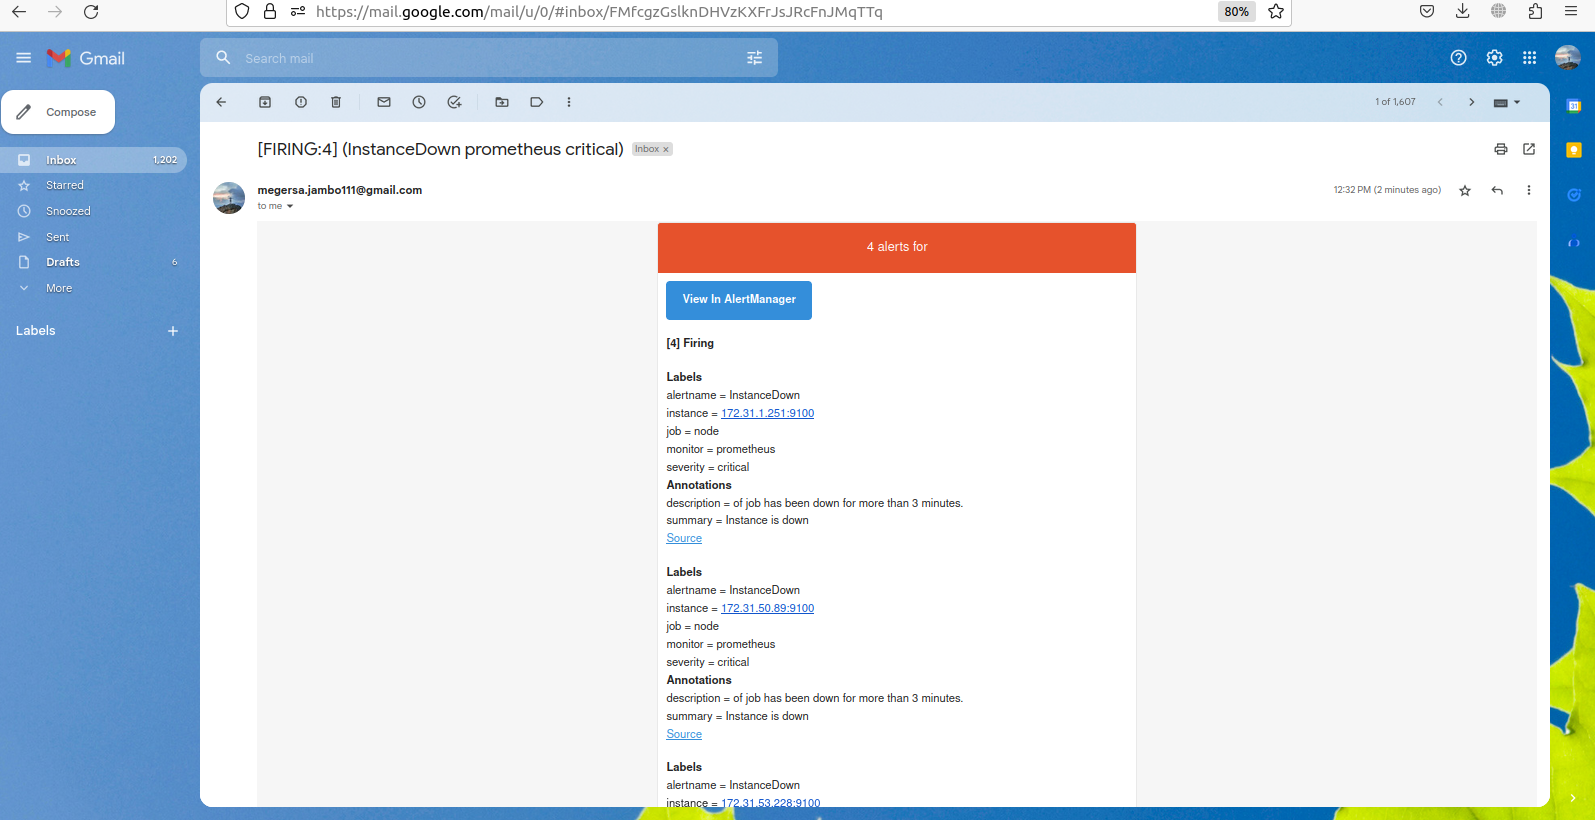 https://mail.google.com/mail/u/0/#inbox/FMfcgzGslknDHVzKXFrJsJRcFnJMqTTq
80%
Gmail
Search mail
Compose
1 of 1,607
Inbox 1,202
Starred
Snoozed
Sent
Drafts 6
More
Labels
[FIRING:4] (InstanceDown prometheus critical) Inbox x
megersa.jambo111@gmail.com
12:32 PM (2 minutes ago)
to me
4 alerts for
View In AlertManager
[4] Firing
Labels
alertname = InstanceDown
instance = 172.31.1.251:9100
job = node
monitor = prometheus
severity = critical
Annotations
description = of job has been down for more than 3 minutes.
summary = Instance is down
Source
Labels
alertname = InstanceDown
instance = 172.31.50.89:9100
job = node
monitor = prometheus
severity = critical
Annotations
description = of job has been down for more than 3 minutes.
summary = Instance is down
Source
Labels
alertname = InstanceDown
instance = 172.31.53.228:9100
31